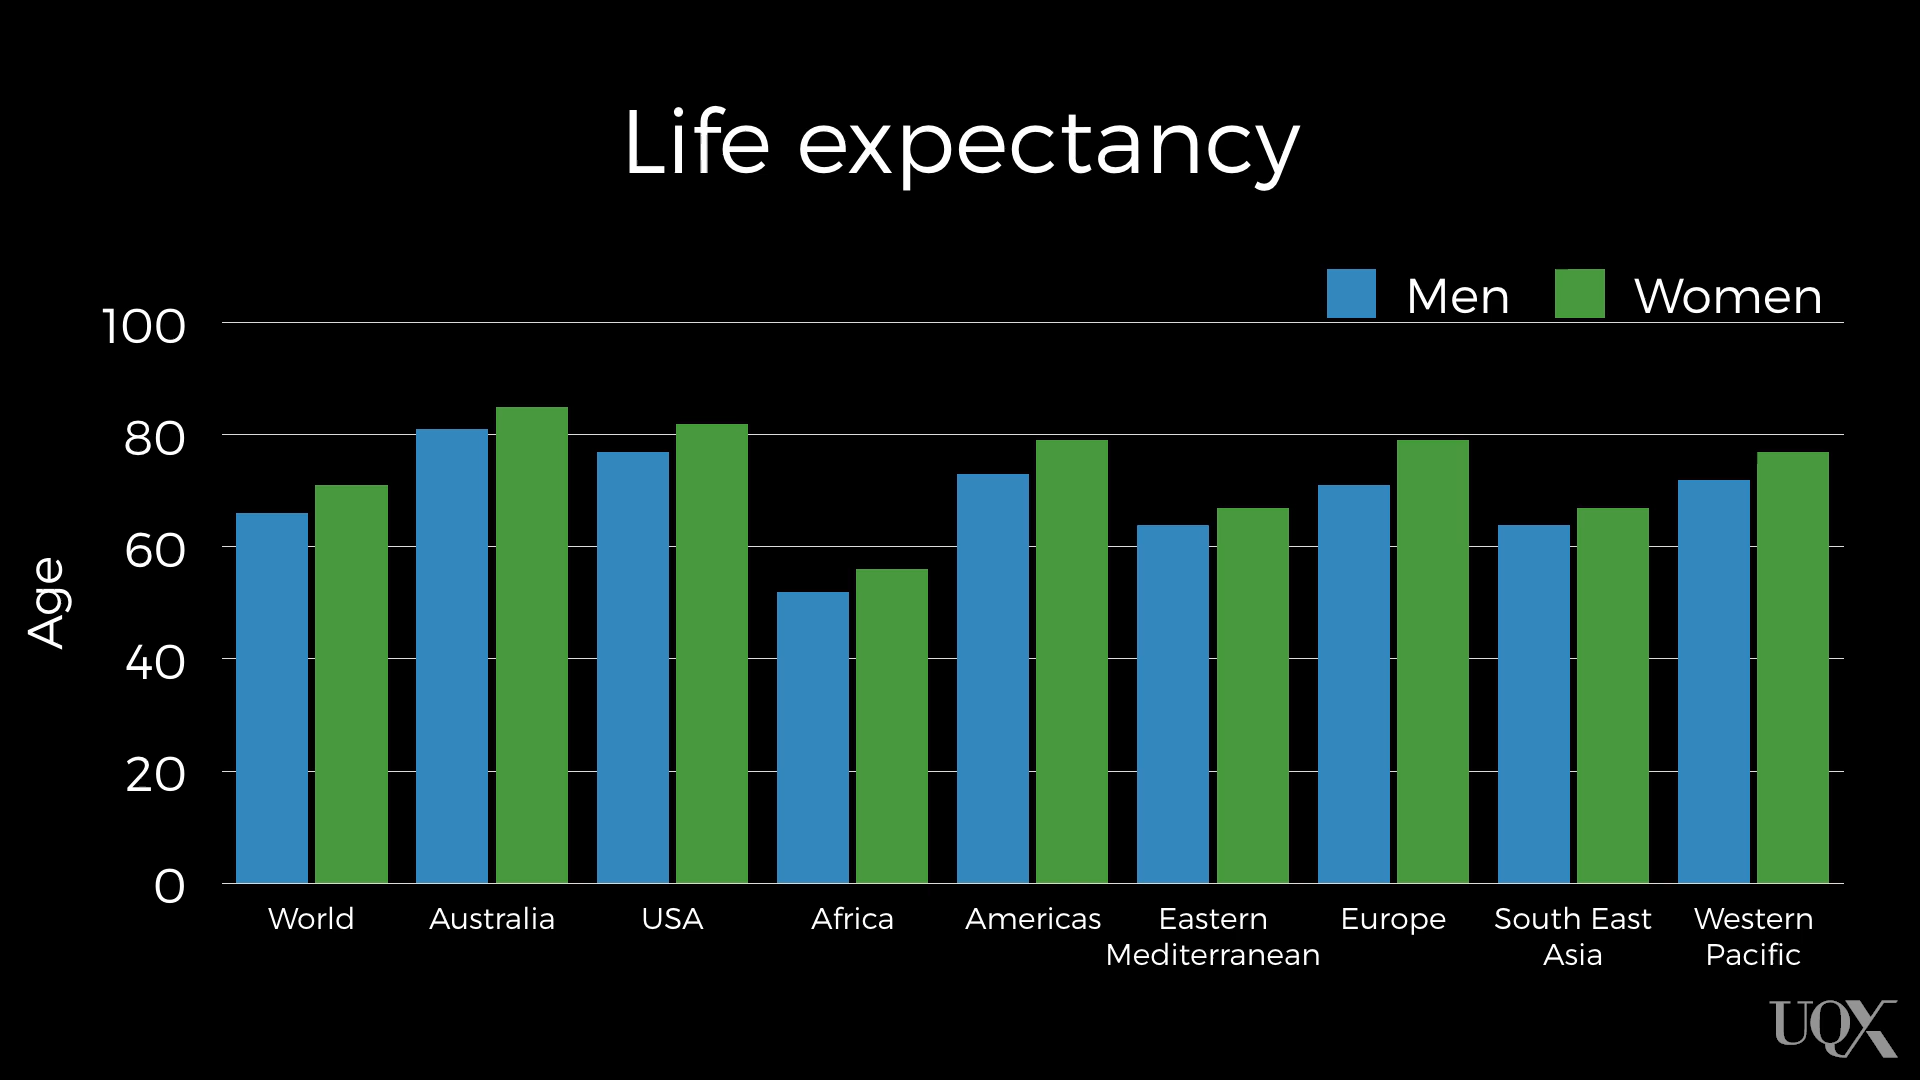 Life expectancy
Men Women
100
80
60
40
20
0
Age
World Australia USA Africa Americas Eastern Mediterranean Europe South East Asia Western Pacific
UQX